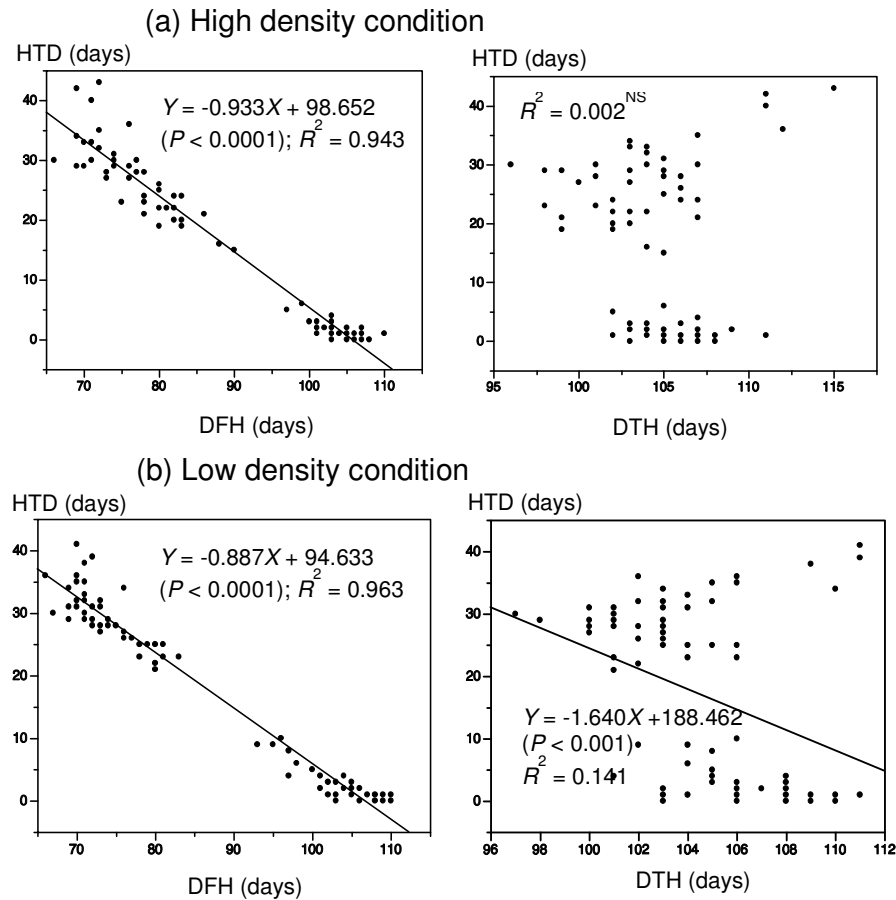 (a) High density condition
HTD (days)
Y = -0.933X + 98.652
(P < 0.0001); R² = 0.943
40
30
20
10
0
70
80
90
100
110
DFH (days)
HTD (days)
R² = 0.002^NS
40
30
20
10
0
95
100
105
110
115
DTH (days)
(b) Low density condition
HTD (days)
Y = -0.887X + 94.633
(P < 0.0001); R² = 0.963
40
30
20
10
0
70
80
90
100
110
DFH (days)
HTD (days)
40
30
20
10
0
Y = -1.640X +188.462
(P < 0.001)
R² = 0.141
96
98
100
102
104
106
108
110
112
DTH (days)